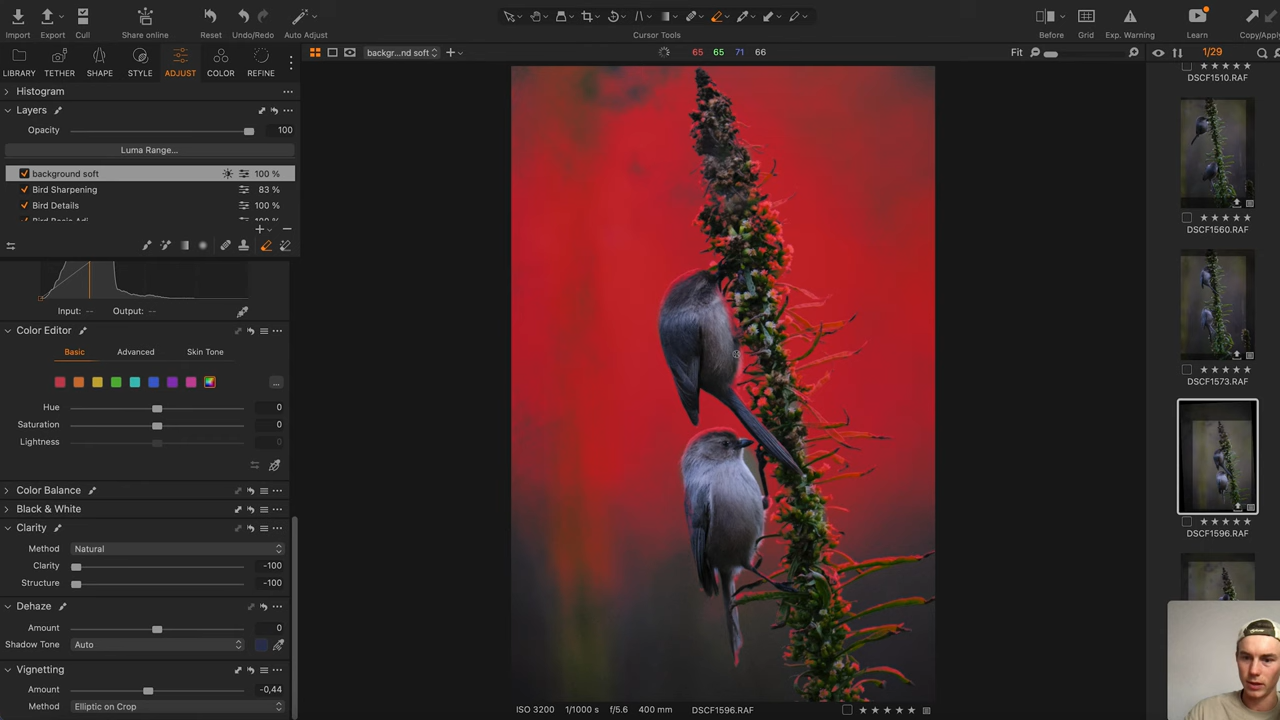 Import Export Cull Share online Reset Undo/Redo Auto Adjust Cursor Tools Before Grid Exp. Warning Learn Copy/Apply
backgr...nd soft 65 65 71 66 Fit 1/29
LIBRARY TETHER SHAPE STYLE ADJUST COLOR REFINE
Histogram
Layers
Opacity 100
Luma Range...
background soft 100 %
Bird Sharpening 83 %
Bird Details 100 %
Input: -- Output: --
Color Editor
Basic Advanced Skin Tone
...
Hue 0
Saturation 0
Lightness 0
Color Balance
Black & White
Clarity
Method Natural
Clarity -100
Structure -100
Dehaze
Amount 0
Shadow Tone Auto
Vignetting
Amount -0,44
Method Elliptic on Crop
ISO 3200 1/1000 s f/5.6 400 mm DSCF1596.RAF
DSCF1510.RAF
DSCF1560.RAF
DSCF1573.RAF
DSCF1596.RAF